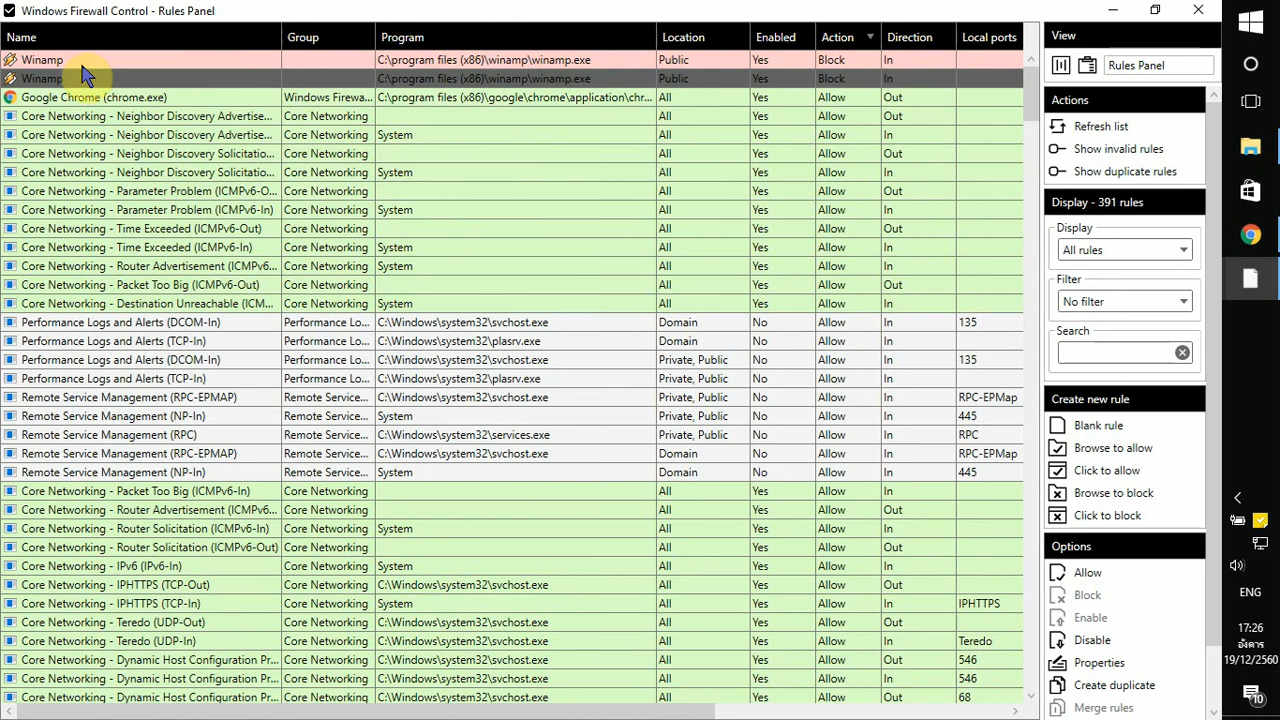 Windows Firewall Control - Rules Panel
Name Group Program Location Enabled Action Direction Local ports
Winamp C:\program files (x86)\winamp\winamp.exe Public Yes Block In
Winamp C:\program files (x86)\winamp\winamp.exe Public Yes Block In
Google Chrome (chrome.exe) Windows Firewa... C:\program files (x86)\google\chrome\application\chr... All Yes Allow Out
Core Networking - Neighbor Discovery Advertise... Core Networking All Yes Allow Out
Core Networking - Neighbor Discovery Advertise... Core Networking System All Yes Allow In
Core Networking - Neighbor Discovery Solicitatio... Core Networking All Yes Allow Out
Core Networking - Neighbor Discovery Solicitatio... Core Networking System All Yes Allow In
Core Networking - Parameter Problem (ICMPv6-O... Core Networking All Yes Allow Out
Core Networking - Parameter Problem (ICMPv6-In) Core Networking System All Yes Allow In
Core Networking - Time Exceeded (ICMPv6-Out) Core Networking All Yes Allow Out
Core Networking - Time Exceeded (ICMPv6-In) Core Networking System All Yes Allow In
Core Networking - Router Advertisement (ICMPv6... Core Networking System All Yes Allow In
Core Networking - Packet Too Big (ICMPv6-Out) Core Networking All Yes Allow Out
Core Networking - Destination Unreachable (ICM... Core Networking System All Yes Allow In
Performance Logs and Alerts (DCOM-In) Performance Lo... C:\Windows\system32\svchost.exe Domain No Allow In 135
Performance Logs and Alerts (TCP-In) Performance Lo... C:\Windows\system32\plasrv.exe Domain No Allow In
Performance Logs and Alerts (DCOM-In) Performance Lo... C:\Windows\system32\svchost.exe Private, Public No Allow In 135
Performance Logs and Alerts (TCP-In) Performance Lo... C:\Windows\system32\plasrv.exe Private, Public No Allow In
Remote Service Management (RPC-EPMAP) Remote Service... C:\Windows\system32\svchost.exe Private, Public No Allow In RPC-EPMap
Remote Service Management (NP-In) Remote Service... System Private, Public No Allow In 445
Remote Service Management (RPC) Remote Service... C:\Windows\system32\services.exe Private, Public No Allow In RPC
Remote Service Management (RPC-EPMAP) Remote Service... C:\Windows\system32\svchost.exe Domain No Allow In RPC-EPMap
Remote Service Management (NP-In) Remote Service... System Domain No Allow In 445
Core Networking - Packet Too Big (ICMPv6-In) Core Networking System All Yes Allow In
Core Networking - Router Advertisement (ICMPv6... Core Networking All Yes Allow Out
Core Networking - Router Solicitation (ICMPv6-In) Core Networking System All Yes Allow In
Core Networking - Router Solicitation (ICMPv6-Out) Core Networking All Yes Allow Out
Core Networking - IPv6 (IPv6-In) Core Networking System All Yes Allow In
Core Networking - IPHTTPS (TCP-Out) Core Networking C:\Windows\system32\svchost.exe All Yes Allow Out
Core Networking - IPHTTPS (TCP-In) Core Networking System All Yes Allow In IPHTTPS
Core Networking - Teredo (UDP-Out) Core Networking C:\Windows\system32\svchost.exe All Yes Allow Out
Core Networking - Teredo (UDP-In) Core Networking C:\Windows\system32\svchost.exe All Yes Allow In Teredo
Core Networking - Dynamic Host Configuration Pr... Core Networking C:\Windows\system32\svchost.exe All Yes Allow Out 546
Core Networking - Dynamic Host Configuration Pr... Core Networking C:\Windows\system32\svchost.exe All Yes Allow In 546
Core Networking - Dynamic Host Configuration Pr... Core Networking C:\Windows\system32\svchost.exe All Yes Allow Out 68
View
Rules Panel
Actions
Refresh list
Show invalid rules
Show duplicate rules
Display - 391 rules
Display
All rules
Filter
No filter
Search
Create new rule
Blank rule
Browse to allow
Click to allow
Browse to block
Click to block
Options
Allow
Block
Enable
Disable
Properties
Create duplicate
Merge rules
ENG
17:26
อังคาร
19/12/2560
10